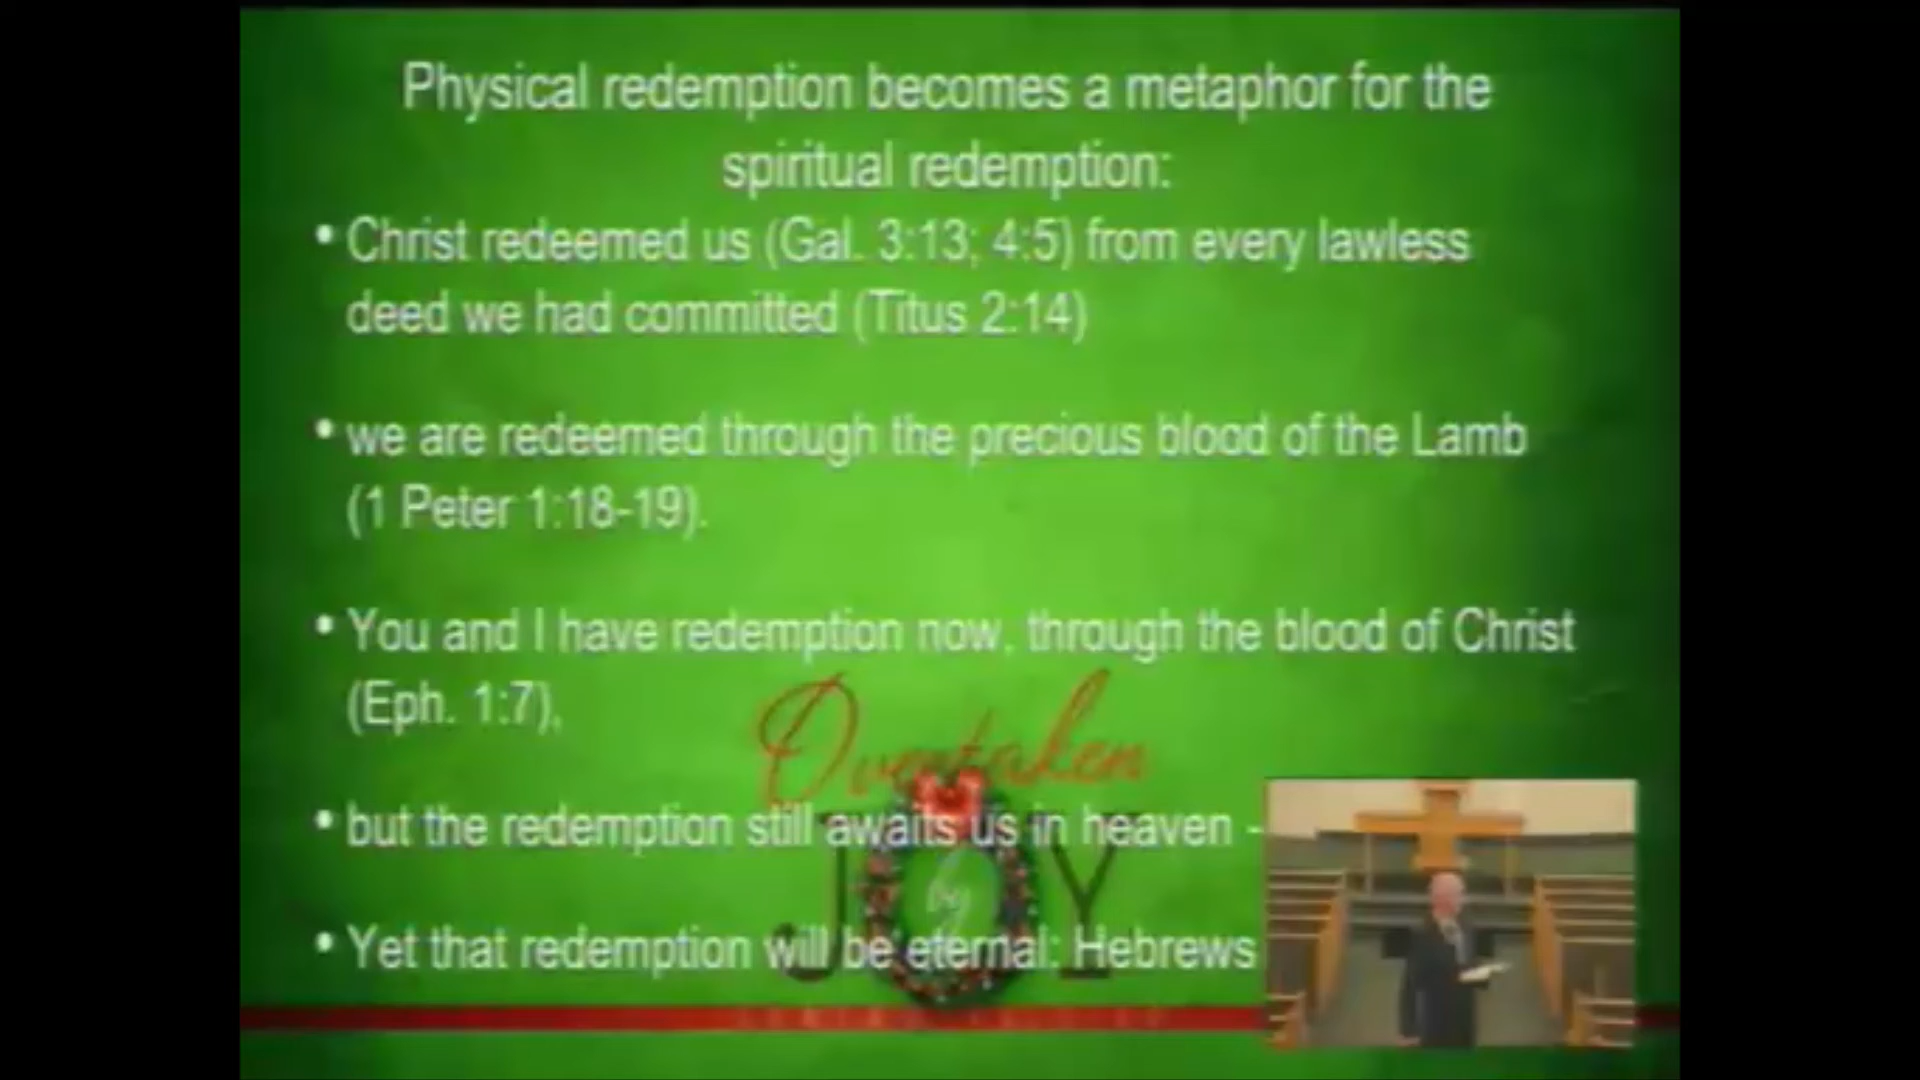 Physical redemption becomes a metaphor for the
spiritual redemption:
• Christ redeemed us (Gal. 3:13; 4:5) from every lawless
deed we had committed (Titus 2:14)
• we are redeemed through the precious blood of the Lamb
(1 Peter 1:18-19).
• You and I have redemption now, through the blood of Christ
(Eph. 1:7),
Overtaken
• but the redemption still awaits us in heaven -
by
JOY
• Yet that redemption will be eternal: Hebrews